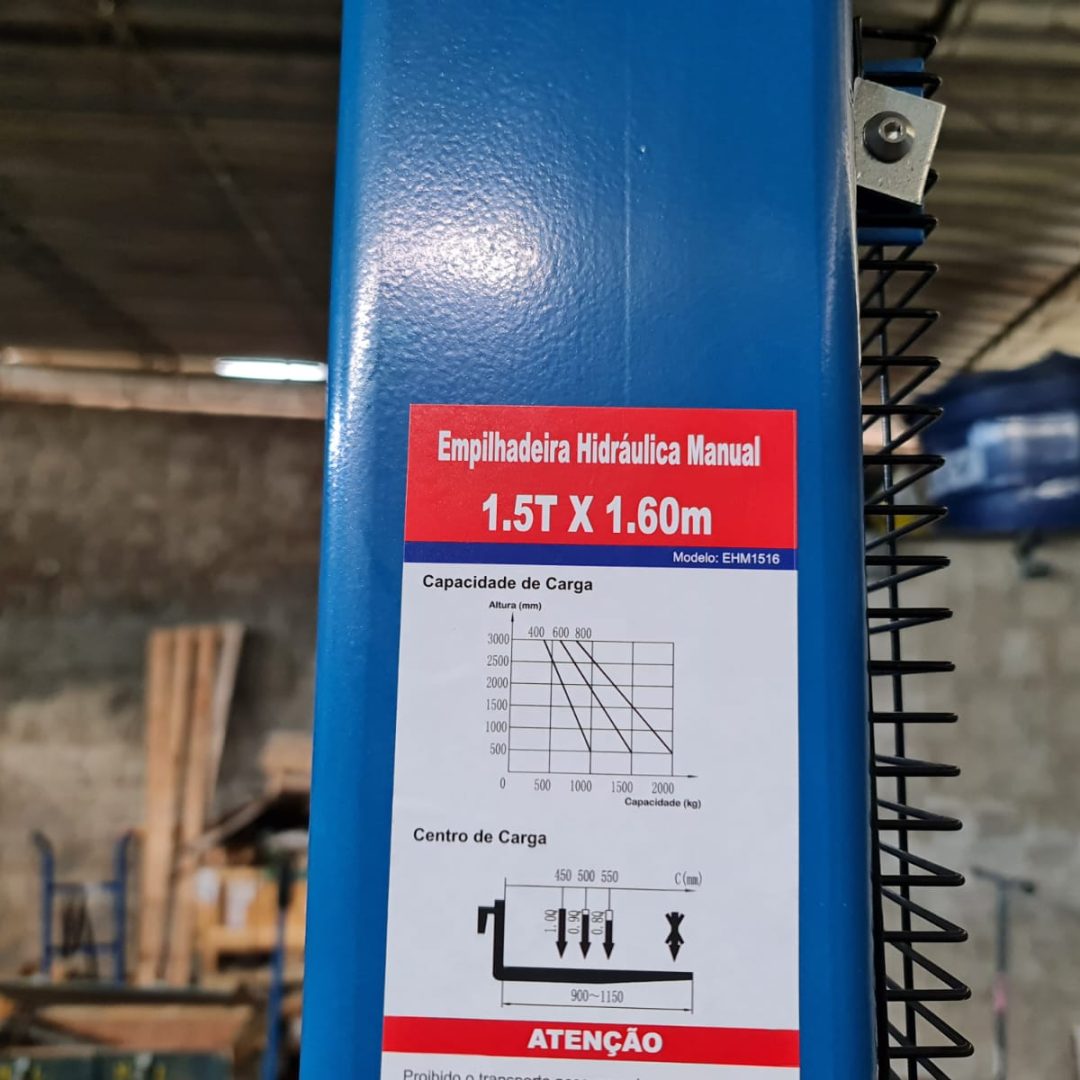 Empilhadeira Hidráulica Manual
1.5T X 1.60m
Modelo: EHM1516
Capacidade de Carga
Altura (mm)
400 600 800
3000
2500
2000
1500
1000
500
0 500 1000 1500 2000
Capacidade (kg)
Centro de Carga
450 500 550 C(mm)
1.00 0.90 0.80
900~1150
ATENÇÃO
Proibido o transporte